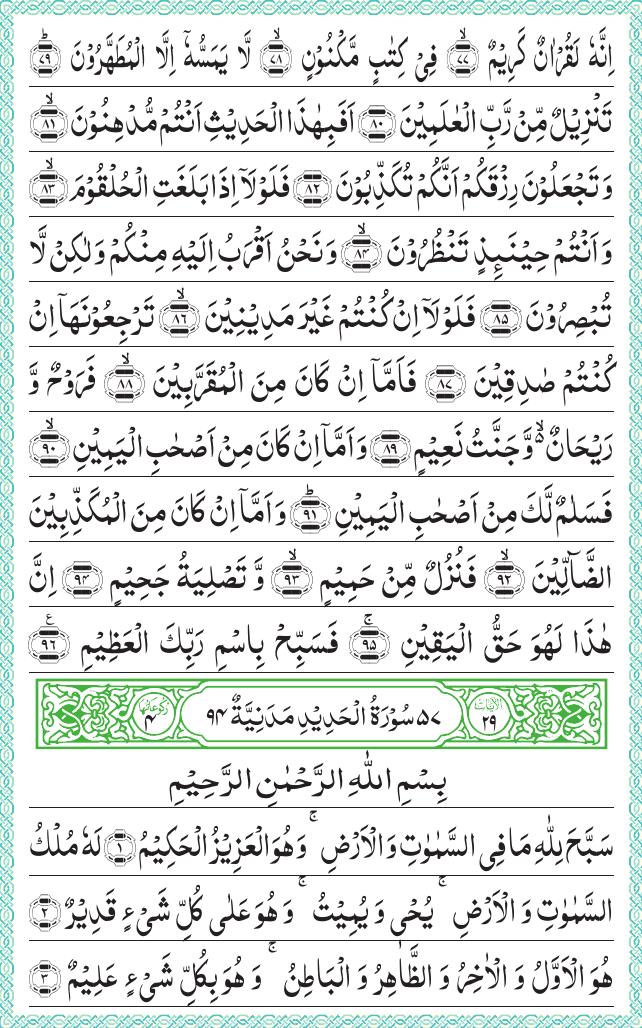 اِنَّهٗ لَقُرْاٰنٌ كَرِیْمٌ ۙ﴿۷۷﴾ فِیْ كِتٰبٍ مَّكْنُوْنٍ ۙ﴿۷۸﴾ لَّا یَمَسُّهٗۤ اِلَّا الْمُطَهَّرُوْنَ ؕ﴿۷۹﴾
تَنْزِیْلٌ مِّنْ رَّبِّ الْعٰلَمِیْنَ ﴿۸۰﴾ اَفَبِهٰذَا الْحَدِیْثِ اَنْتُمْ مُّدْهِنُوْنَ ۙ﴿۸۱﴾
وَ تَجْعَلُوْنَ رِزْقَكُمْ اَنَّكُمْ تُكَذِّبُوْنَ ﴿۸۲﴾ فَلَوْلَاۤ اِذَا بَلَغَتِ الْحُلْقُوْمَ ۙ﴿۸۳﴾
وَ اَنْتُمْ حِیْنَىِٕذٍ تَنْظُرُوْنَ ۙ﴿۸۴﴾ وَ نَحْنُ اَقْرَبُ اِلَیْهِ مِنْكُمْ وَ لٰكِنْ لَّا
تُبْصِرُوْنَ ﴿۸۵﴾ فَلَوْلَاۤ اِنْ كُنْتُمْ غَیْرَ مَدِیْنِیْنَ ۙ﴿۸۶﴾ تَرْجِعُوْنَهَاۤ اِنْ
كُنْتُمْ صٰدِقِیْنَ ﴿۸۷﴾ فَاَمَّاۤ اِنْ كَانَ مِنَ الْمُقَرَّبِیْنَ ۙ﴿۸۸﴾ فَرَوْحٌ وَّ
رَیْحَانٌ ۬ۙ وَّ جَنَّتُ نَعِیْمٍ ﴿۸۹﴾ وَ اَمَّاۤ اِنْ كَانَ مِنْ اَصْحٰبِ الْیَمِیْنِ ۙ﴿۹۰﴾
فَسَلٰمٌ لَّكَ مِنْ اَصْحٰبِ الْیَمِیْنِ ؕ﴿۹۱﴾ وَ اَمَّاۤ اِنْ كَانَ مِنَ الْمُكَذِّبِیْنَ
الضَّآلِّیْنَ ۙ﴿۹۲﴾ فَنُزُلٌ مِّنْ حَمِیْمٍ ۙ﴿۹۳﴾ وَّ تَصْلِیَةُ جَحِیْمٍ ﴿۹۴﴾ اِنَّ
هٰذَا لَهُوَ حَقُّ الْیَقِیْنِ ۚ﴿۹۵﴾ فَسَبِّحْ بِاسْمِ رَبِّكَ الْعَظِیْمِ ﴿۹۶﴾ ع
اٰیَاتُهَا ۲۹ ۵۷ سُوْرَةُ الْحَدِیْدِ مَدَنِیَّةٌ ۹۴ رُكُوْعَاتُهَا ۴
بِسْمِ اللّٰهِ الرَّحْمٰنِ الرَّحِیْمِ
سَبَّحَ لِلّٰهِ مَا فِی السَّمٰوٰتِ وَ الْاَرْضِ ۚ وَ هُوَ الْعَزِیْزُ الْحَكِیْمُ ﴿۱﴾ لَهٗ مُلْكُ
السَّمٰوٰتِ وَ الْاَرْضِ ۚ یُحْیٖ وَ یُمِیْتُ ۚ وَ هُوَ عَلٰی كُلِّ شَیْءٍ قَدِیْرٌ ﴿۲﴾
هُوَ الْاَوَّلُ وَ الْاٰخِرُ وَ الظَّاهِرُ وَ الْبَاطِنُ ۚ وَ هُوَ بِكُلِّ شَیْءٍ عَلِیْمٌ ﴿۳﴾